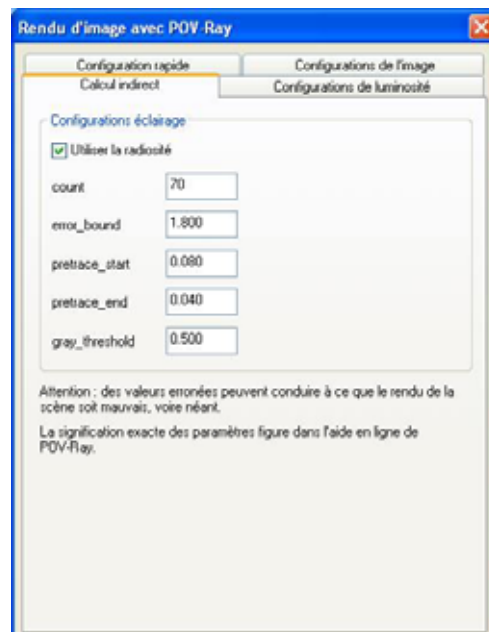 Rendu d'image avec POV-Ray
Configuration rapide
Configurations de l'image
Calcul indirect
Configurations de luminosité
Configurations éclairage
Utiliser la radiosité
count 70
error_bound 1.800
pretrace_start 0.080
pretrace_end 0.040
gray_threshold 0.500
Attention : des valeurs erronées peuvent conduire à ce que le rendu de la
scène soit mauvais, voire néant.
La signification exacte des paramètres figure dans l'aide en ligne de
POV-Ray.